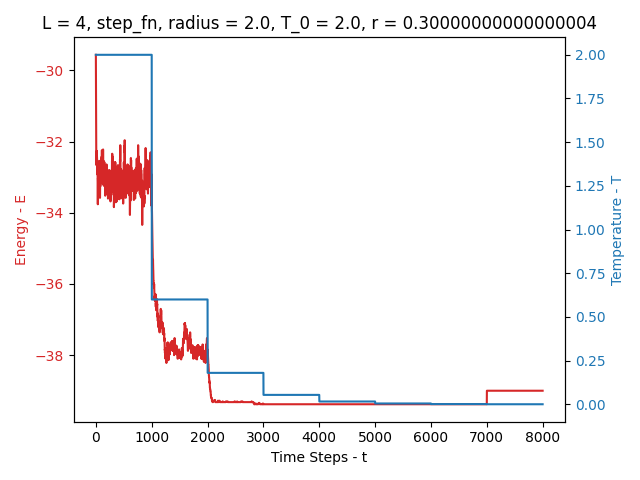 L = 4, step_fn, radius = 2.0, T_0 = 2.0, r = 0.30000000000000004
−30
−32
−34
−36
−38
Energy - E
2.00
1.75
1.50
1.25
1.00
0.75
0.50
0.25
0.00
Temperature - T
0 1000 2000 3000 4000 5000 6000 7000 8000
Time Steps - t